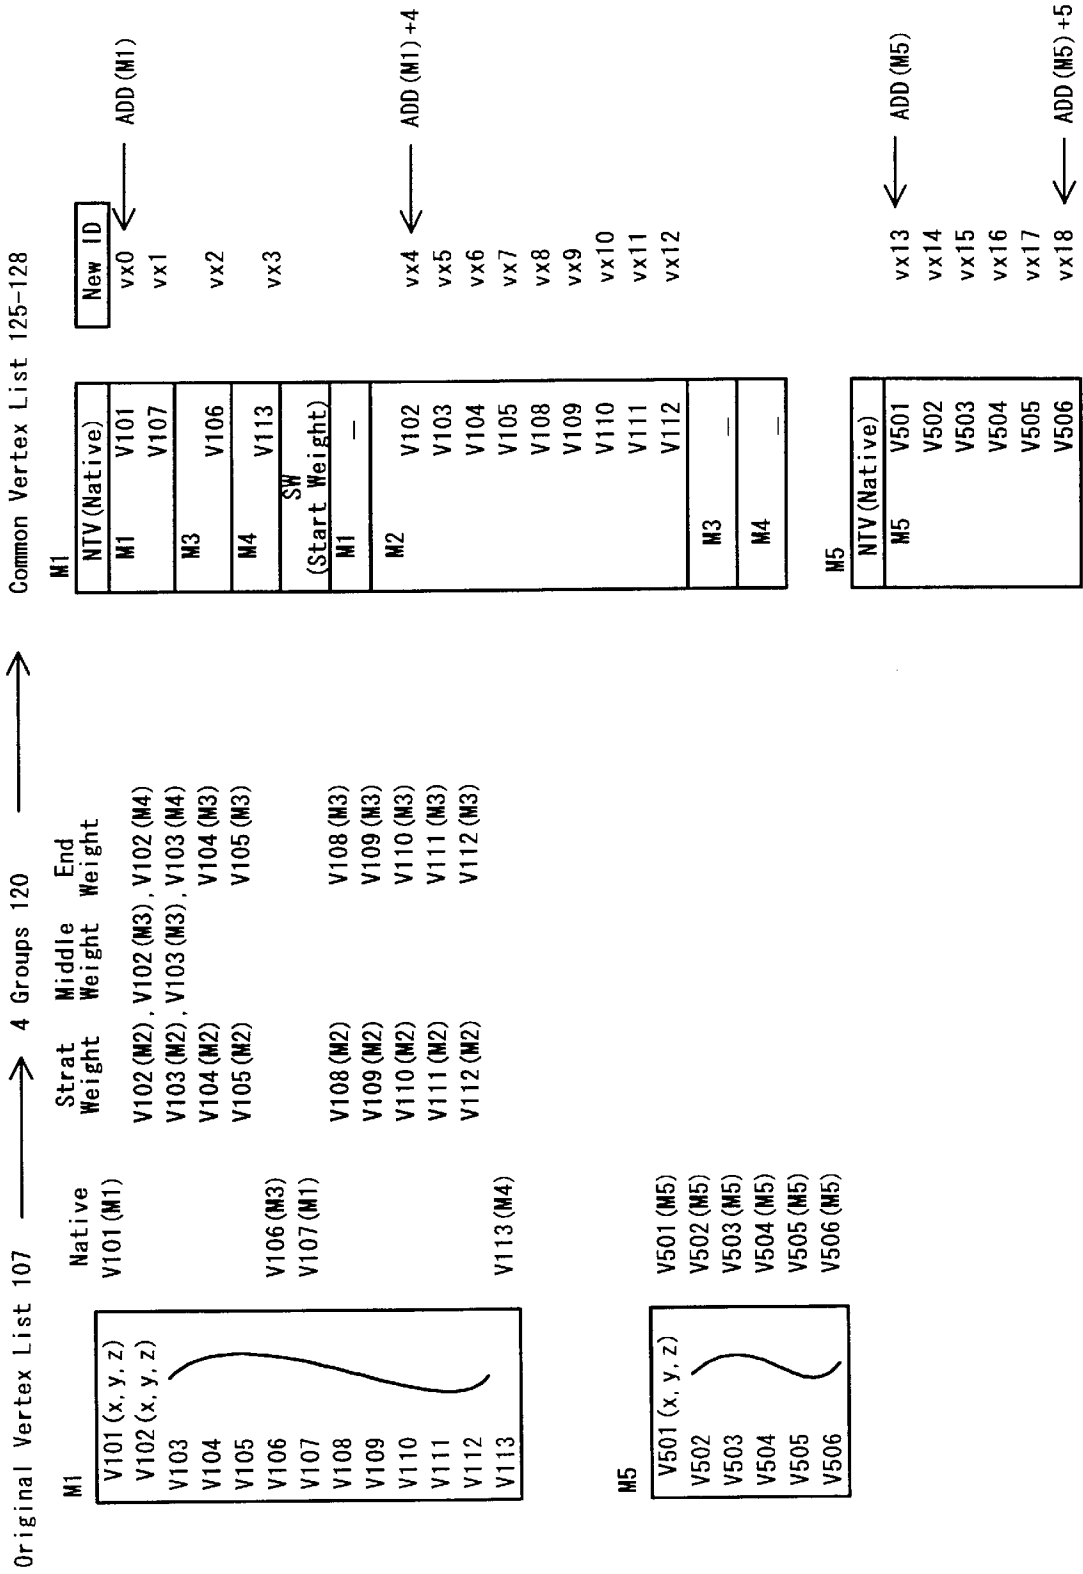 Original Vertex List 107 → 4 Groups 120 → Common Vertex List 125-128
M1
V101 (x, y, z)
V102 (x, y, z)
V103
V104
V105
V106
V107
V108
V109
V110
V111
V112
V113
M5
V501 (x, y, z)
V502
V503
V504
V505
V506
Native
V101 (M1)
V106 (M3)
V107 (M1)
V113 (M4)
V501 (M5)
V502 (M5)
V503 (M5)
V504 (M5)
V505 (M5)
V506 (M5)
Strat Middle End
Weight Weight Weight
V102 (M2), V102 (M3), V102 (M4)
V103 (M2), V103 (M3), V103 (M4)
V104 (M2) V104 (M3)
V105 (M2) V105 (M3)
V108 (M2) V108 (M3)
V109 (M2) V109 (M3)
V110 (M2) V110 (M3)
V111 (M2) V111 (M3)
V112 (M2) V112 (M3)
M1
NTV (Native) New ID
M1 V101 vx0 ← ADD (M1)
V107 vx1
M3 V106 vx2
M4 V113 vx3
SW
(Start Weight)
M1 —
M2 V102 vx4 ← ADD (M1) +4
V103 vx5
V104 vx6
V105 vx7
V108 vx8
V109 vx9
V110 vx10
V111 vx11
V112 vx12
M3 —
M4 —
M5
NTV (Native)
M5 V501 vx13 ← ADD (M5)
V502 vx14
V503 vx15
V504 vx16
V505 vx17
V506 vx18 ← ADD (M5) +5